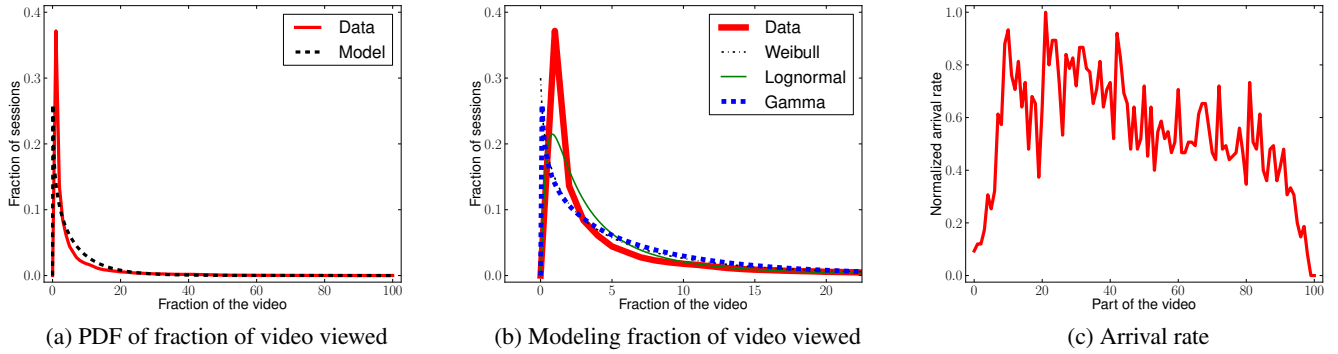 0.4
0.3
0.2
0.1
0.0
Fraction of sessions
Data
Model
0 20 40 60 80 100
Fraction of the video
(a) PDF of fraction of video viewed
0.4
0.3
0.2
0.1
0.0
Fraction of sessions
Data
Weibull
Lognormal
Gamma
0 5 10 15 20
Fraction of the video
(b) Modeling fraction of video viewed
1.0
0.8
0.6
0.4
0.2
0.0
Normalized arrival rate
0 20 40 60 80 100
Part of the video
(c) Arrival rate